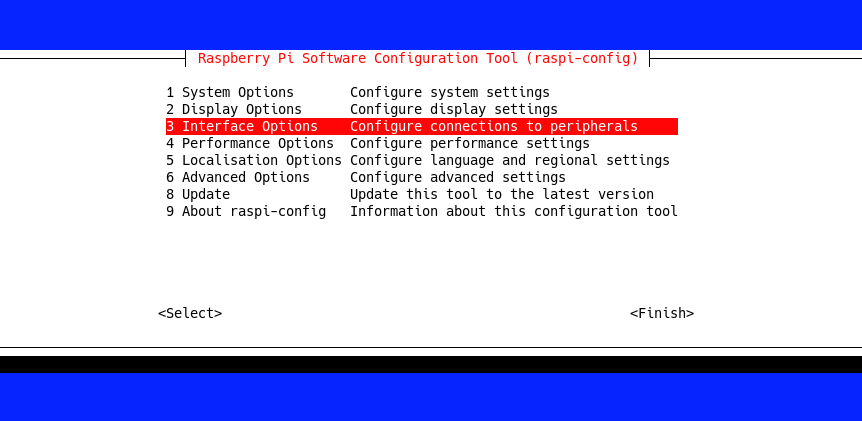 Raspberry Pi Software Configuration Tool (raspi-config)
1 System Options Configure system settings
2 Display Options Configure display settings
3 Interface Options Configure connections to peripherals
4 Performance Options Configure performance settings
5 Localisation Options Configure language and regional settings
6 Advanced Options Configure advanced settings
8 Update Update this tool to the latest version
9 About raspi-config Information about this configuration tool
<Select> <Finish>